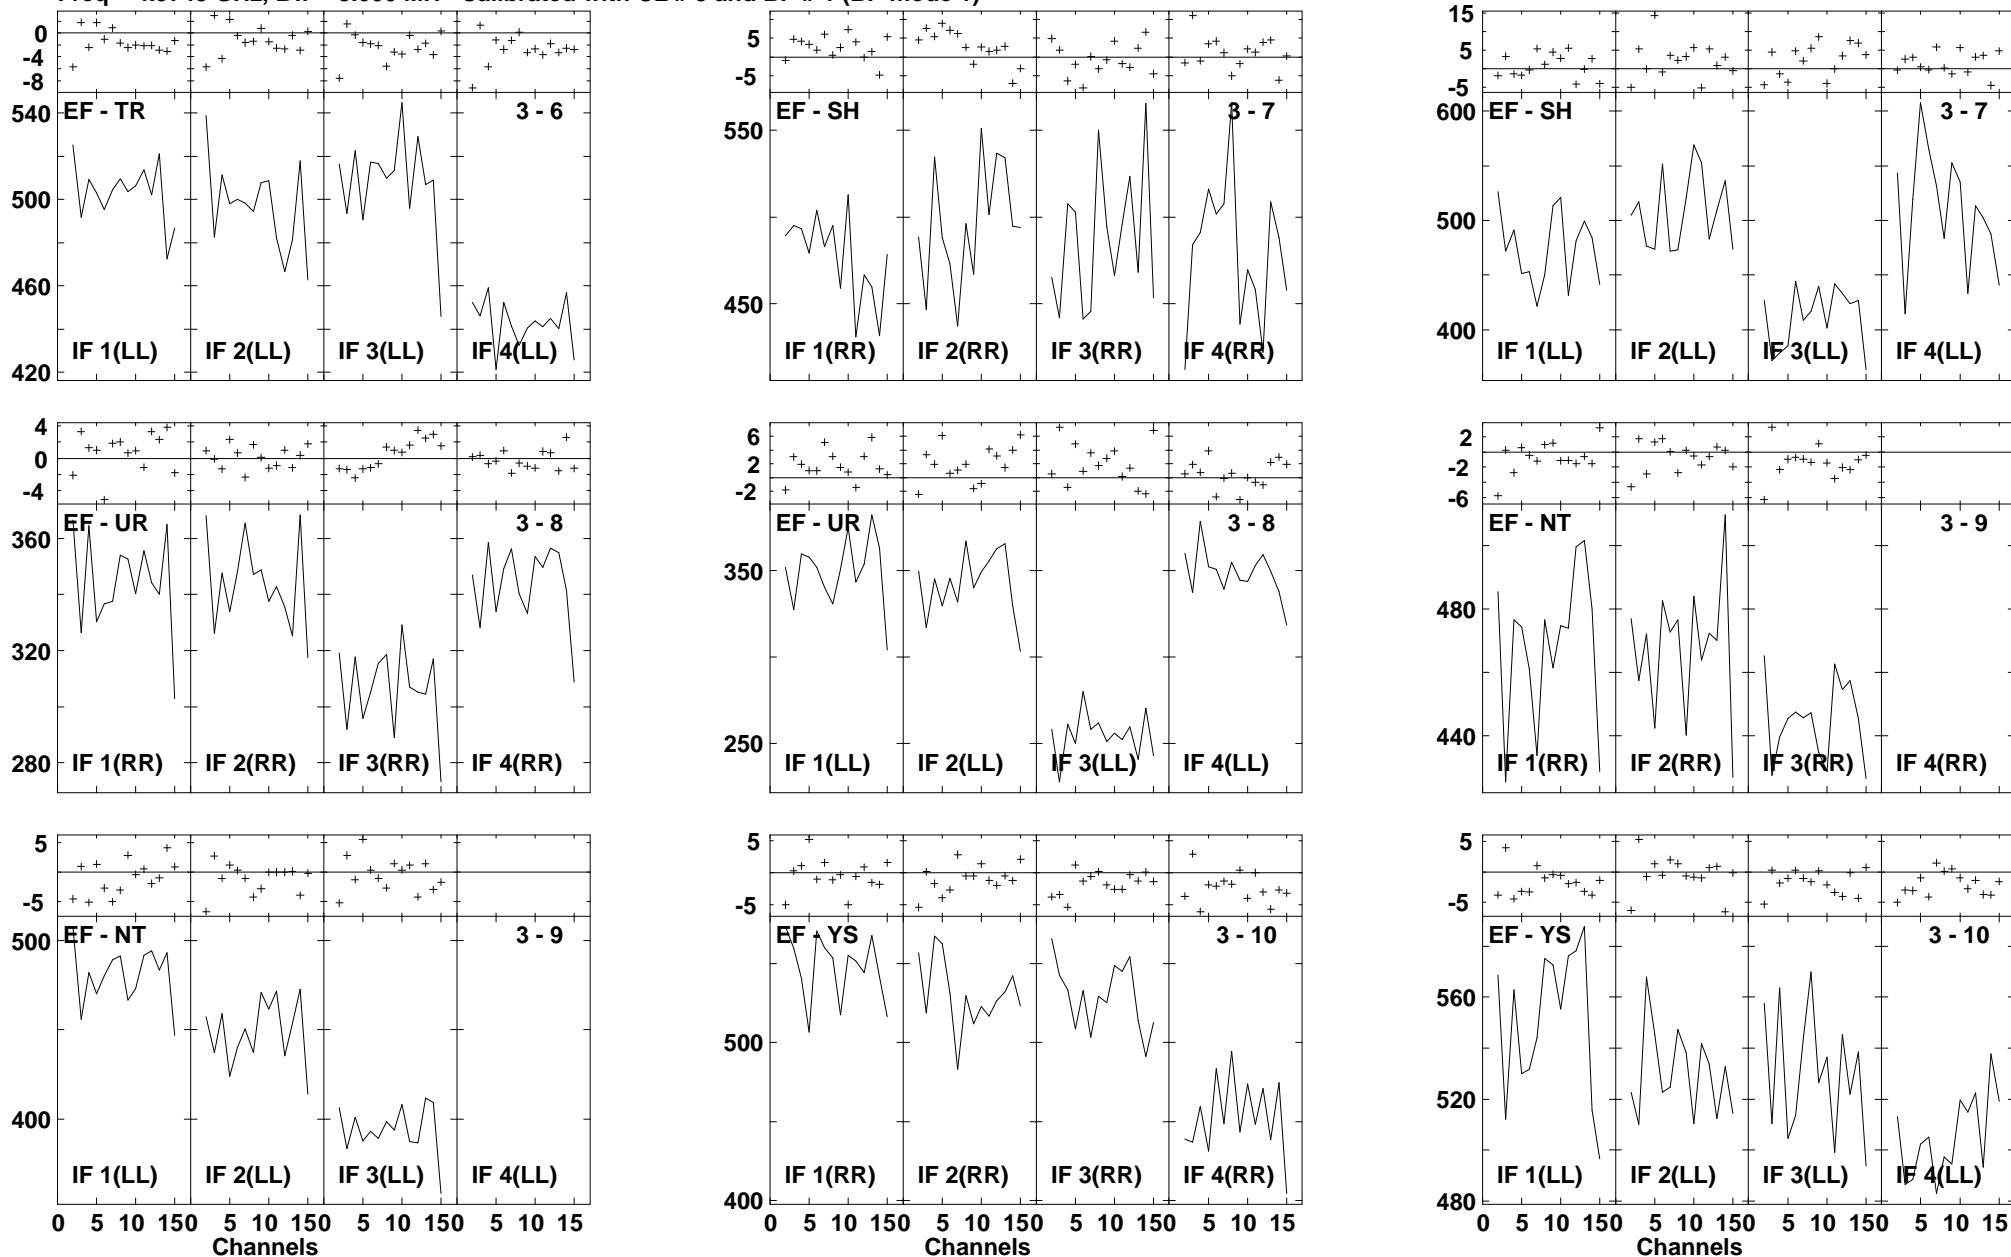 0
-4
-8
540
500
460
420
EF - TR
3 - 6
IF 1(LL)
IF 2(LL)
IF 3(LL)
IF 4(LL)
5
-5
550
450
EF - SH
3 - 7
IF 1(RR)
IF 2(RR)
IF 3(RR)
IF 4(RR)
15
5
-5
600
500
400
EF - SH
3 - 7
IF 1(LL)
IF 2(LL)
IF 3(LL)
IF 4(LL)
4
0
-4
360
320
280
EF - UR
3 - 8
IF 1(RR)
IF 2(RR)
IF 3(RR)
IF 4(RR)
6
2
-2
350
250
EF - UR
3 - 8
IF 1(LL)
IF 2(LL)
IF 3(LL)
IF 4(LL)
2
-2
-6
480
440
EF - NT
3 - 9
IF 1(RR)
IF 2(RR)
IF 3(RR)
IF 4(RR)
5
-5
500
400
EF - NT
3 - 9
IF 1(LL)
IF 2(LL)
IF 3(LL)
IF 4(LL)
0 5 10 150 5 10 150 5 10 150 5 10 15
Channels
5
-5
500
400
EF - YS
3 - 10
IF 1(RR)
IF 2(RR)
IF 3(RR)
IF 4(RR)
0 5 10 150 5 10 150 5 10 150 5 10 15
Channels
5
-5
560
520
480
EF - YS
3 - 10
IF 1(LL)
IF 2(LL)
IF 3(LL)
IF 4(LL)
0 5 10 150 5 10 150 5 10 150 5 10 15
Channels